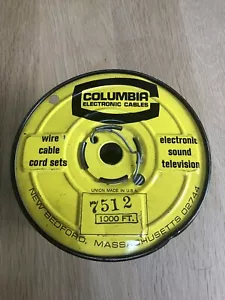 COLUMBIA
ELECTRONIC CABLES
wire
cable
cord sets
electronic
sound
television
UNION MADE IN U.S.A.
7512
1000 FT.
NEW BEDFORD, MASSACHUSETTS 02744